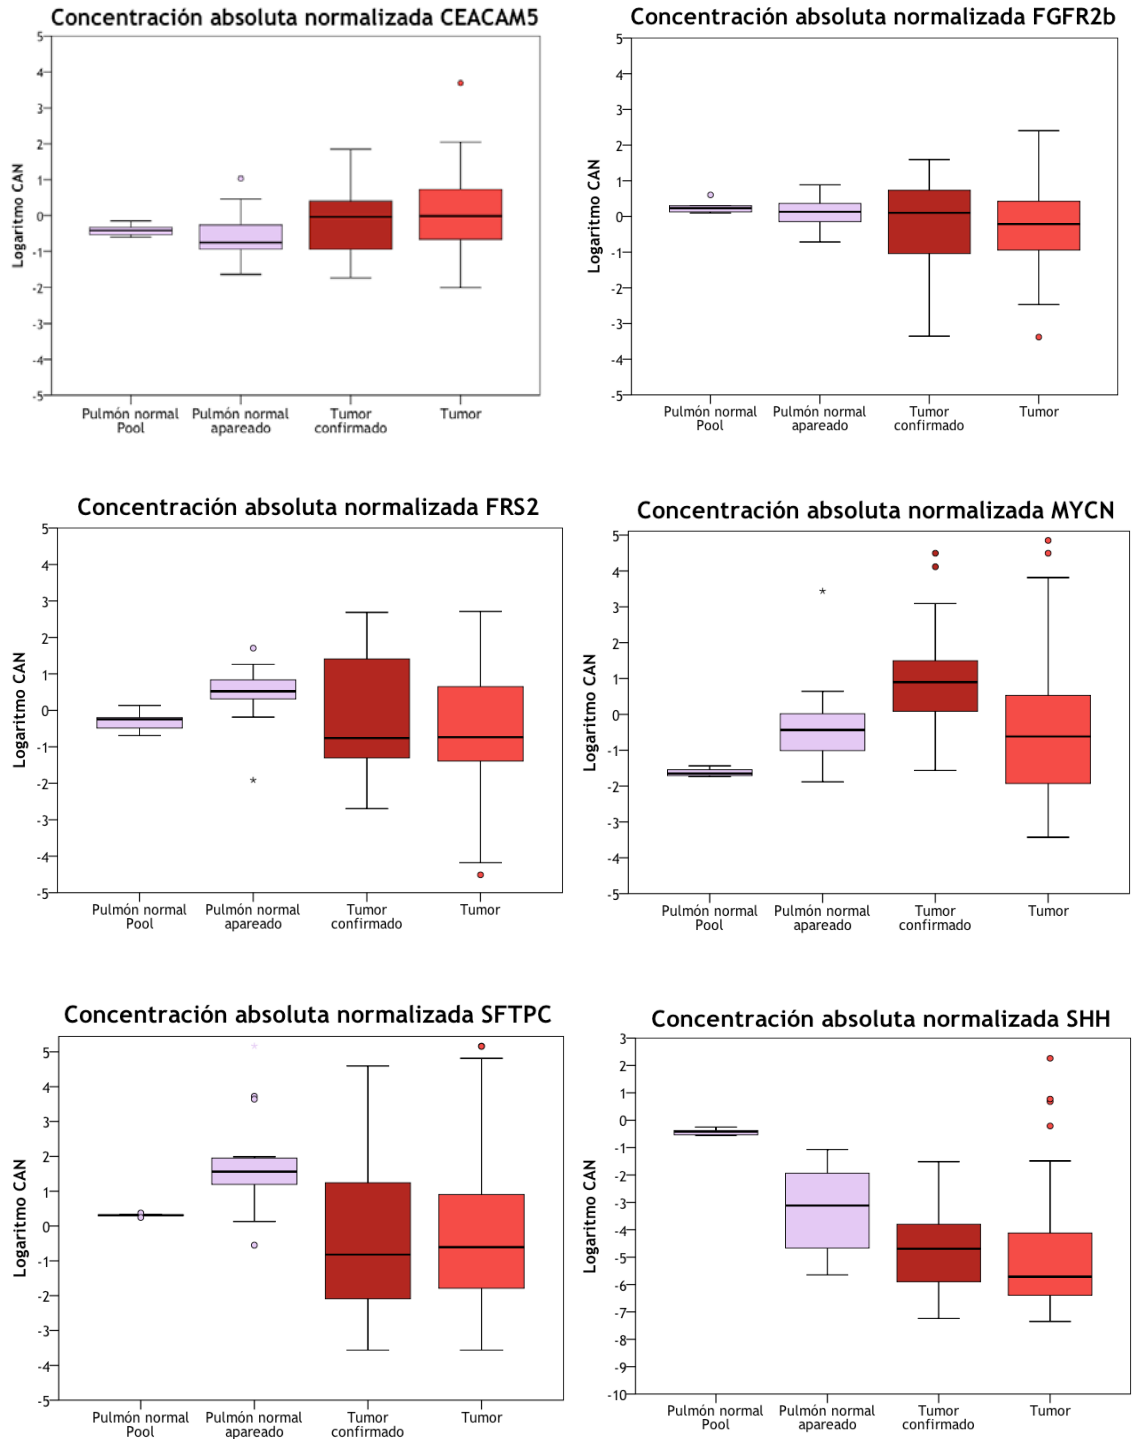 Concentración absoluta normalizada CEACAM5
5
4
3
2
1
0
-1
-2
-3
-4
-5
Logaritmo CAN
Pulmón normal Pulmón normal Tumor Tumor
Pool apareado confirmado
Concentración absoluta normalizada FGFR2b
5
4
3
2
1
0
-1
-2
-3
-4
-5
Logaritmo CAN
Pulmón normal Pulmón normal Tumor Tumor
Pool apareado confirmado
Concentración absoluta normalizada FRS2
5
4
3
2
1
0
-1
-2
-3
-4
-5
Logaritmo CAN
Pulmón normal Pulmón normal Tumor Tumor
Pool apareado confirmado
Concentración absoluta normalizada MYCN
5
4
3
2
1
0
-1
-2
-3
-4
-5
Logaritmo CAN
Pulmón normal Pulmón normal Tumor Tumor
Pool apareado confirmado
Concentración absoluta normalizada SFTPC
5
4
3
2
1
0
-1
-2
-3
-4
-5
Logaritmo CAN
Pulmón normal Pulmón normal Tumor Tumor
Pool apareado confirmado
Concentración absoluta normalizada SHH
3
2
1
0
-1
-2
-3
-4
-5
-6
-7
-8
-9
-10
Logaritmo CAN
Pulmón normal Pulmón normal Tumor Tumor
Pool apareado confirmado